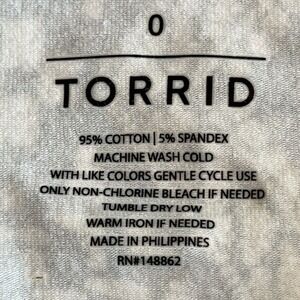 0
TORRID
95% COTTON | 5% SPANDEX
MACHINE WASH COLD
WITH LIKE COLORS GENTLE CYCLE USE
ONLY NON-CHLORINE BLEACH IF NEEDED
TUMBLE DRY LOW
WARM IRON IF NEEDED
MADE IN PHILIPPINES
RN#148862